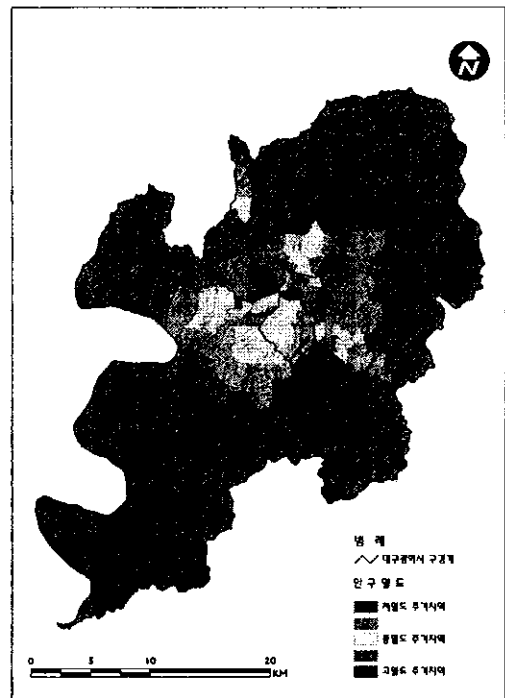 N
범 례
대구광역시 구경계
인 구 밀 도
저밀도 주거지역
중밀도 주거지역
고밀도 주거지역
0 5 10 20
KM